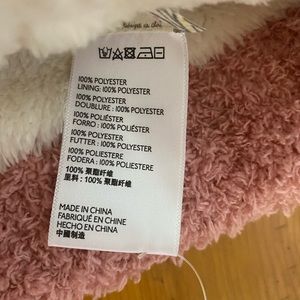 100% POLYESTER
LINING: 100% POLYESTER
100% POLYESTER
DOUBLURE : 100% POLYESTER
100% POLIÉSTER
FORRO : 100% POLIÉSTER
100% POLYESTER
FUTTER : 100% POLYESTER
100% POLIESTERE
FODERA : 100% POLIESTERE
100% 聚酯纤维
里料 : 100% 聚酯纤维
MADE IN CHINA
FABRIQUÉ EN CHINE
HECHO EN CHINA
中國制造